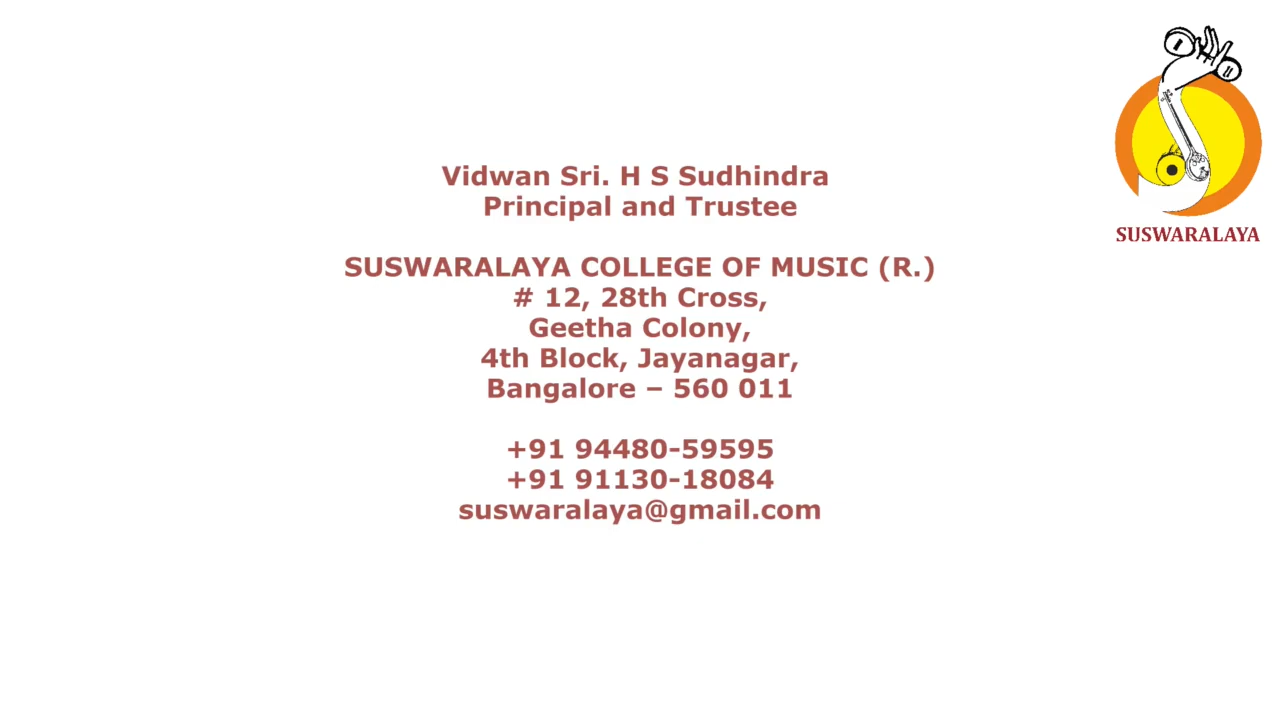 Vidwan Sri. H S Sudhindra
Principal and Trustee
SUSWARALAYA COLLEGE OF MUSIC (R.)
# 12, 28th Cross,
Geetha Colony,
4th Block, Jayanagar,
Bangalore – 560 011
+91 94480-59595
+91 91130-18084
suswaralaya@gmail.com
SUSWARALAYA